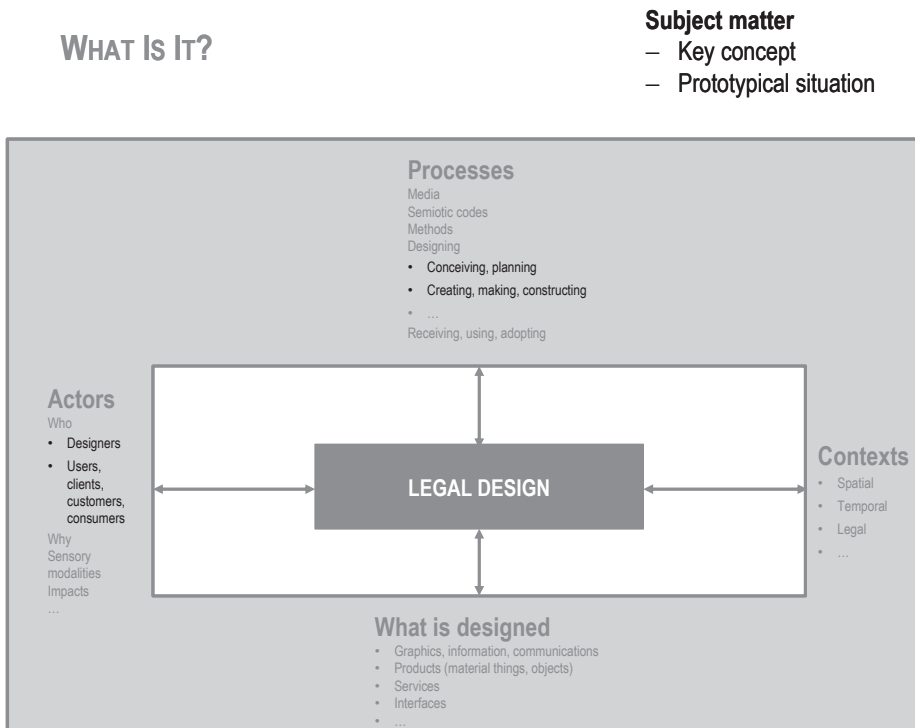 WHAT IS IT?
Subject matter
– Key concept
– Prototypical situation
Processes
Media
Semiotic codes
Methods
Designing
• Conceiving, planning
• Creating, making, constructing
• ...
Receiving, using, adopting
Actors
Who
• Designers
• Users,
clients,
customers,
consumers
Why
Sensory
modalities
Impacts
...
LEGAL DESIGN
Contexts
• Spatial
• Temporal
• Legal
• ...
What is designed
• Graphics, information, communications
• Products (material things, objects)
• Services
• Interfaces
• ...